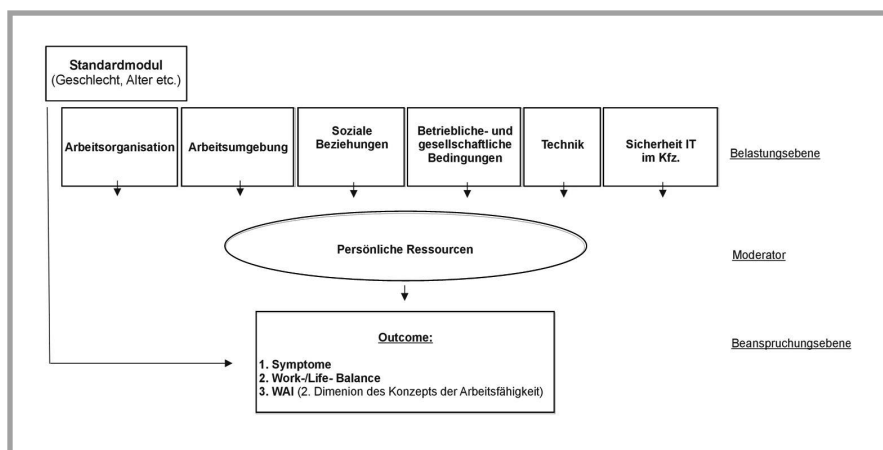 Standardmodul
(Geschlecht, Alter etc.)
Arbeitsorganisation
Arbeitsumgebung
Soziale
Beziehungen
Betriebliche- und
gesellschaftliche
Bedingungen
Technik
Sicherheit IT
im Kfz.
Belastungsebene
Persönliche Ressourcen
Moderator
Outcome:
1. Symptome
2. Work-/Life- Balance
3. WAI (2. Dimenion des Konzepts der Arbeitsfähigkeit)
Beanspruchungsebene